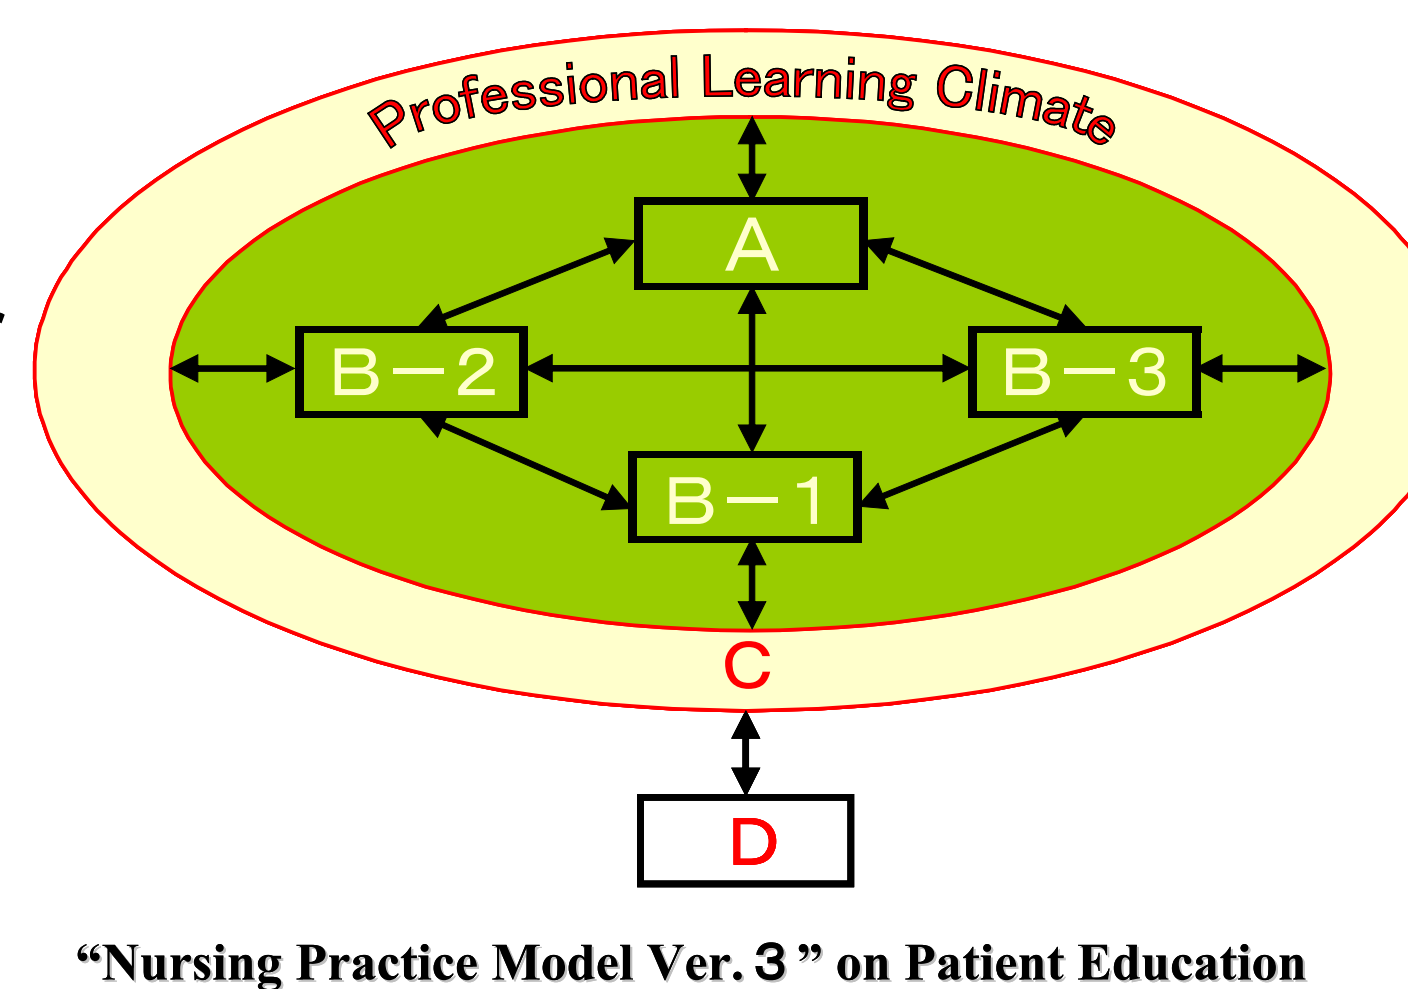 Professional Learning Climate
A
B－2 B－3
B－1
C
D
“Nursing Practice Model Ver.３” on Patient Education